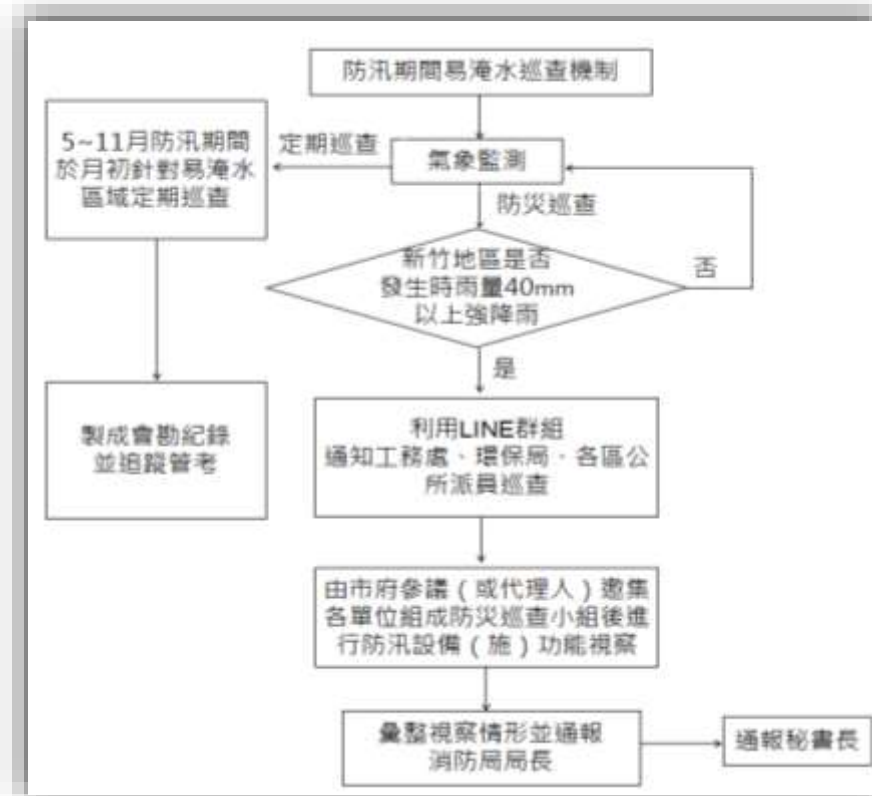 防汛期間易淹水巡查機制
氣象監測
定期巡查
5~11月防汛期間
於月初針對易淹水
區域定期巡查
製成會勘紀錄
並追蹤管考
防災巡查
新竹地區是否
發生時雨量40mm
以上強降雨
否
是
利用LINE群組
通知工務處、環保局、各區公
所派員巡查
由市府參議（或代理人）邀集
各單位組成防災巡查小組後進
行防汛設備（施）功能視察
彙整視察情形並通報
消防局局長
通報秘書長